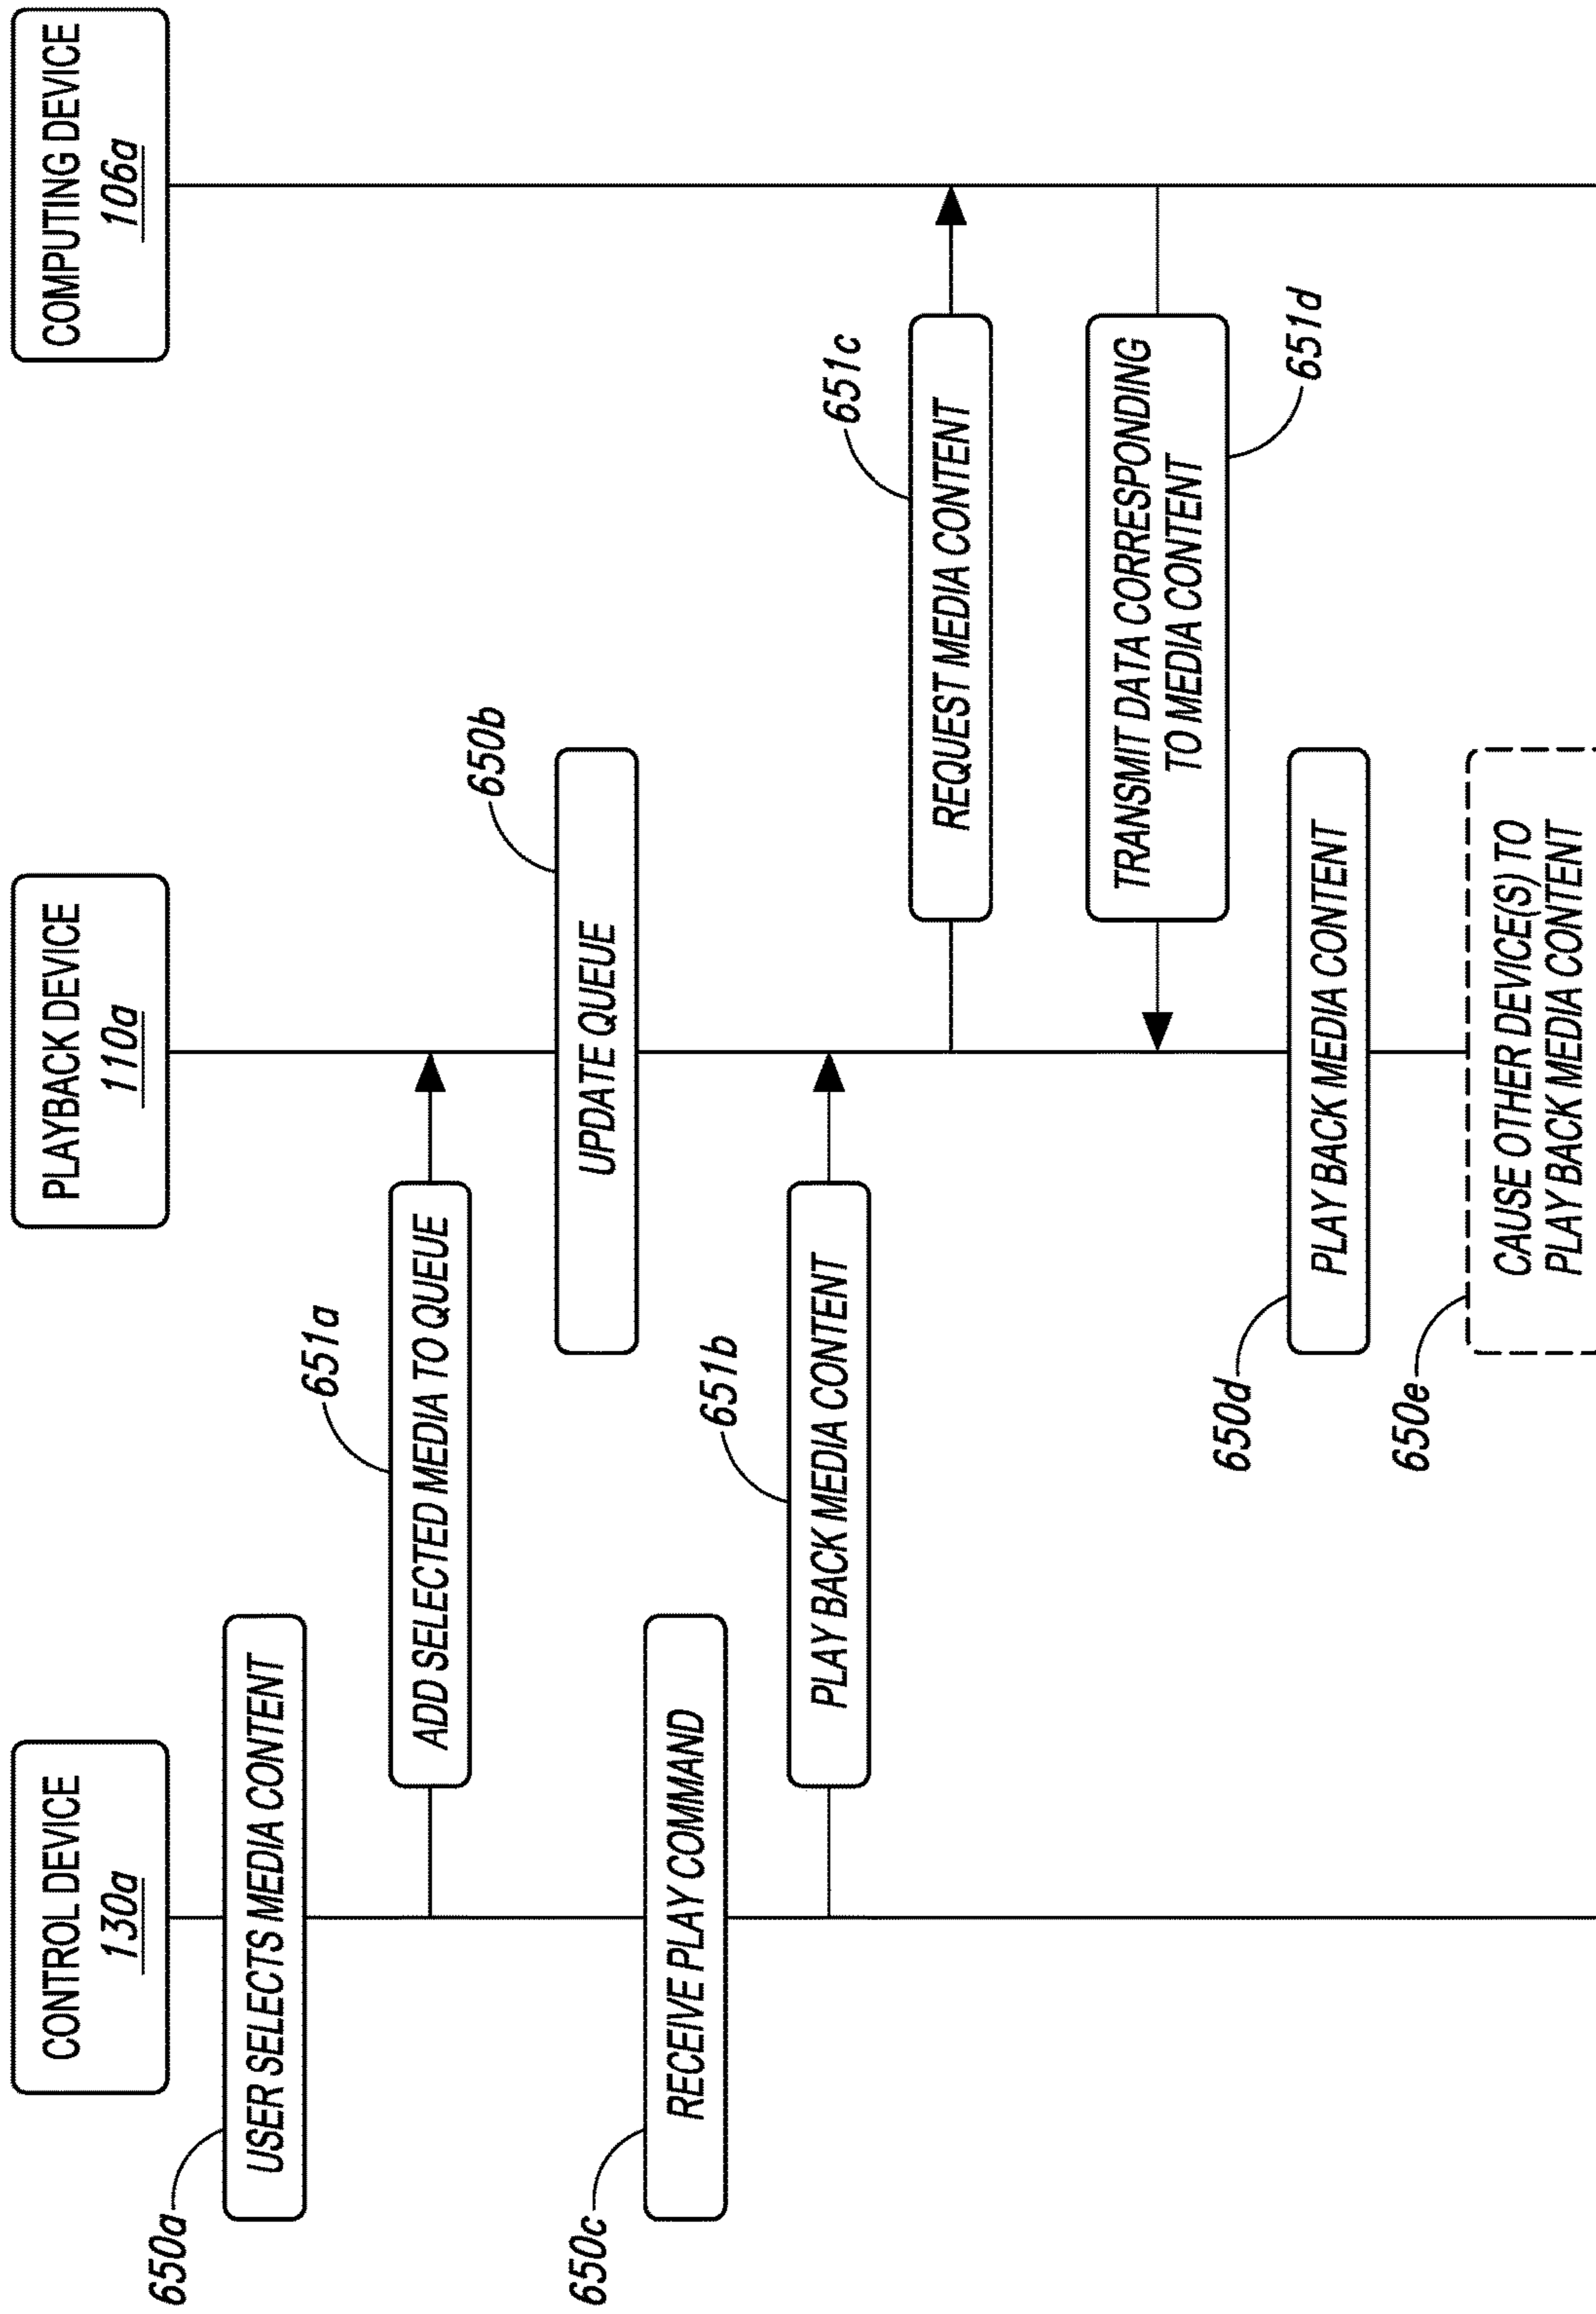 CONTROL DEVICE
130a
PLAYBACK DEVICE
110a
COMPUTING DEVICE
106a
650a
USER SELECTS MEDIA CONTENT
651a
ADD SELECTED MEDIA TO QUEUE
650b
UPDATE QUEUE
650c
RECEIVE PLAY COMMAND
651b
PLAY BACK MEDIA CONTENT
651c
REQUEST MEDIA CONTENT
TRANSMIT DATA CORRESPONDING
TO MEDIA CONTENT
651d
650d
PLAY BACK MEDIA CONTENT
650e
CAUSE OTHER DEVICE(S) TO
PLAY BACK MEDIA CONTENT